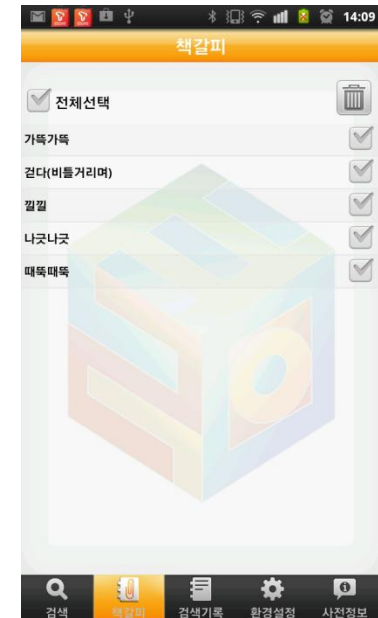 14:09
책갈피
전체선택
가뜩가뜩
걷다(비틀거리며)
낄낄
나긋나긋
때뚝때뚝
검색
책갈피
검색기록
환경설정
사전정보